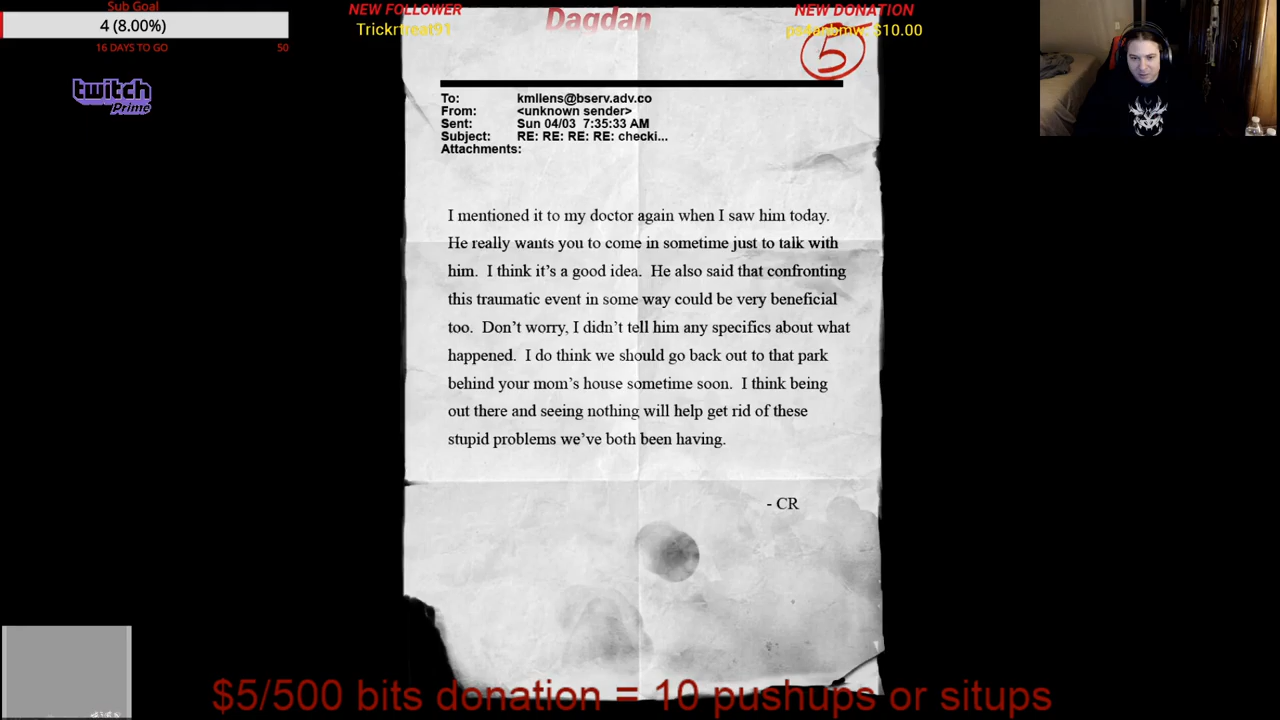 Sub Goal
4 (8.00%)
16 DAYS TO GO 50
twitch
Prime
NEW FOLLOWER
Trickrtreat91
Dagdan
NEW DONATION
$10.00
5
To: kmllens@bserv.adv.co
From: <unknown sender>
Sent: Sun 04/03 7:35:33 AM
Subject: RE: RE: RE: RE: checki...
Attachments:
I mentioned it to my doctor again when I saw him today.
He really wants you to come in sometime just to talk with
him. I think it's a good idea. He also said that confronting
this traumatic event in some way could be very beneficial
too. Don't worry, I didn't tell him any specifics about what
happened. I do think we should go back out to that park
behind your mom's house sometime soon. I think being
out there and seeing nothing will help get rid of these
stupid problems we've both been having.
- CR
$5/500 bits donation = 10 pushups or situps